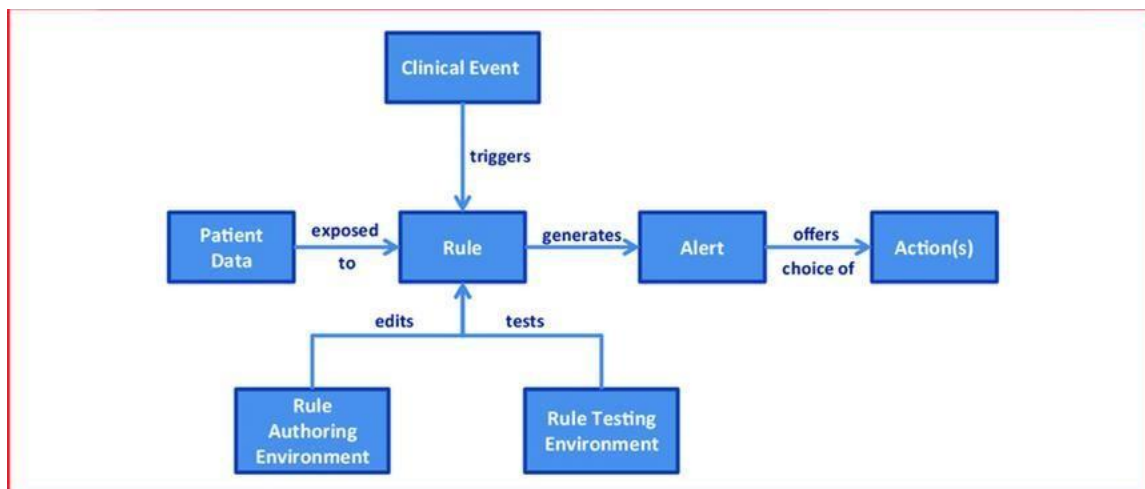 Clinical Event
triggers
Patient
Data
exposed
to
Rule
generates
Alert
offers
choice of
Action(s)
edits
tests
Rule
Authoring
Environment
Rule Testing
Environment